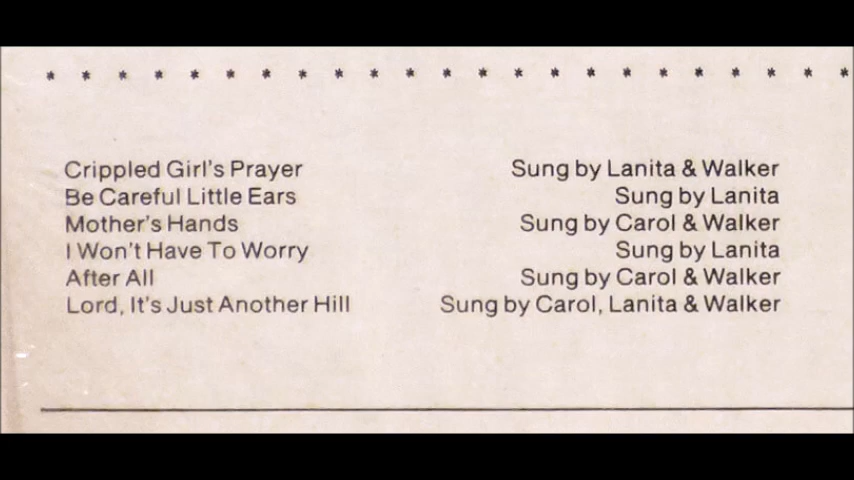 * * * * * * * * * * * * * * * * * * * * * * *
Crippled Girl's Prayer Sung by Lanita & Walker
Be Careful Little Ears Sung by Lanita
Mother's Hands Sung by Carol & Walker
I Won't Have To Worry Sung by Lanita
After All Sung by Carol & Walker
Lord, It's Just Another Hill Sung by Carol, Lanita & Walker